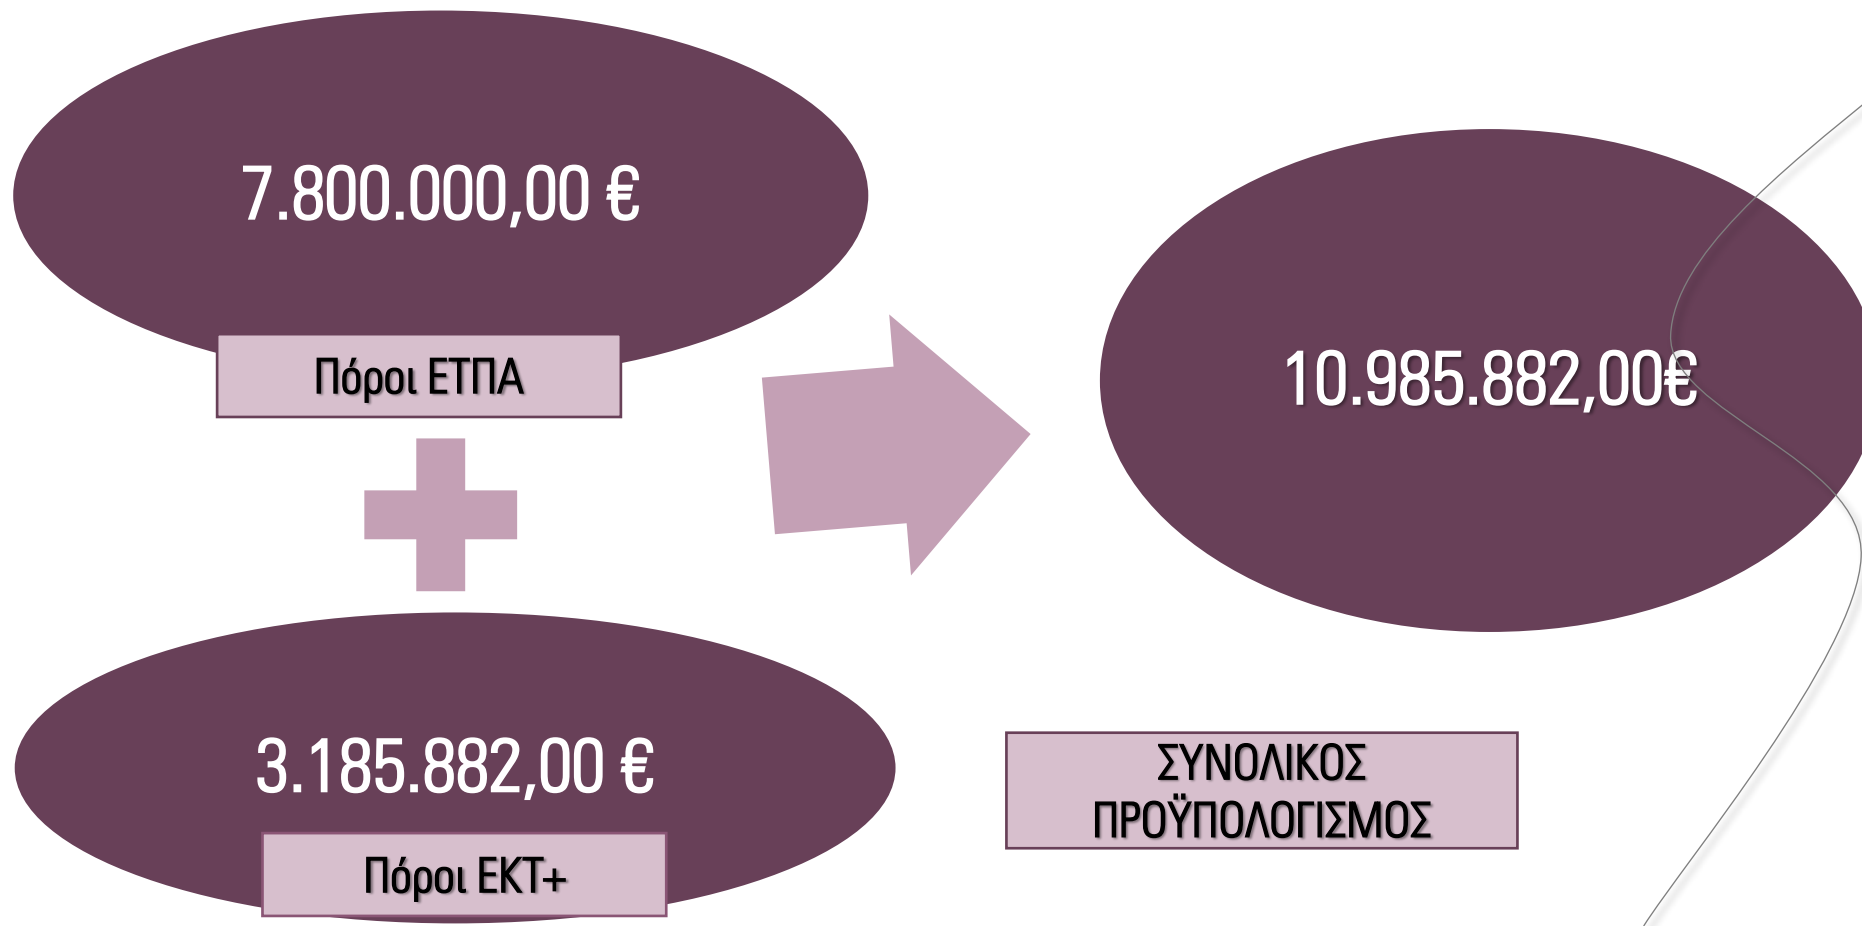 7.800.000,00 €
Πόροι ΕΤΠΑ
3.185.882,00 €
Πόροι ΕΚΤ+
10.985.882,00€
ΣΥΝΟΛΙΚΟΣ
ΠΡΟΫΠΟΛΟΓΙΣΜΟΣ